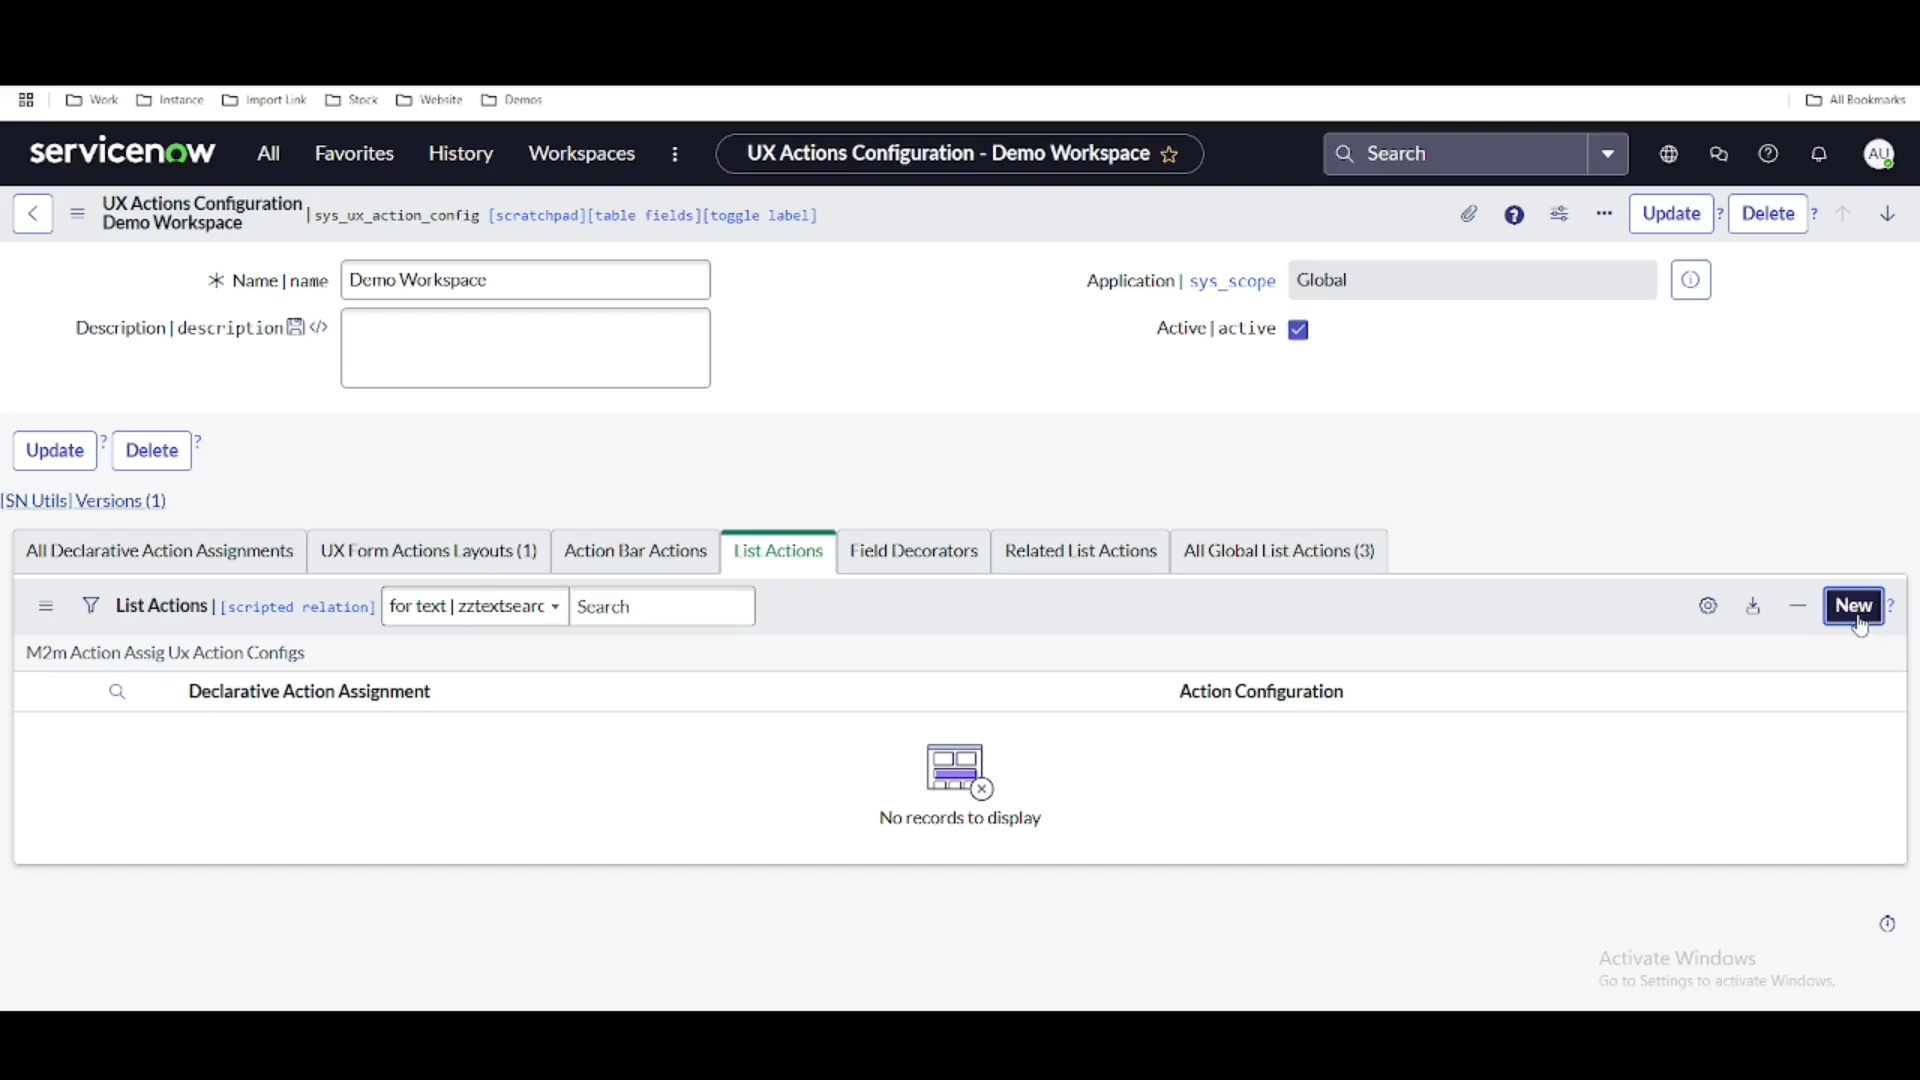 Work Instance Import Link Stock Website Demos All Bookmarks
servicenow All Favorites History Workspaces UX Actions Configuration - Demo Workspace Search AU
UX Actions Configuration
Demo Workspace | sys_ux_action_config [scratchpad][table fields][toggle label] Update ? Delete ?
Name | name Demo Workspace Application | sys_scope Global
Description | description </> Active | active
Update ? Delete ?
[SN Utils] Versions (1)
All Declarative Action Assignments UX Form Actions Layouts (1) Action Bar Actions List Actions Field Decorators Related List Actions All Global List Actions (3)
List Actions | [scripted relation] for text | zztextsearc Search New ?
M2m Action Assig Ux Action Configs
Declarative Action Assignment Action Configuration
No records to display
Activate Windows
Go to Settings to activate Windows.